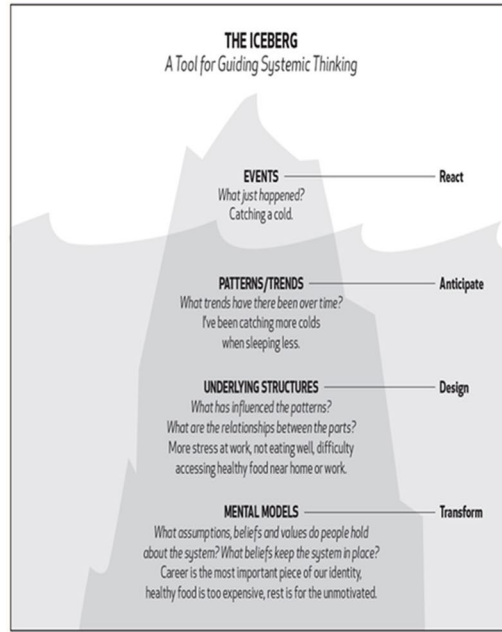 THE ICEBERG
A Tool for Guiding Systemic Thinking
EVENTS React
What just happened?
Catching a cold.
PATTERNS/TRENDS Anticipate
What trends have there been over time?
I've been catching more colds
when sleeping less.
UNDERLYING STRUCTURES Design
What has influenced the patterns?
What are the relationships between the parts?
More stress at work, not eating well, difficulty
accessing healthy food near home or work.
MENTAL MODELS Transform
What assumptions, beliefs and values do people hold
about the system? What beliefs keep the system in place?
Career is the most important piece of our identity,
healthy food is too expensive, rest is for the unmotivated.